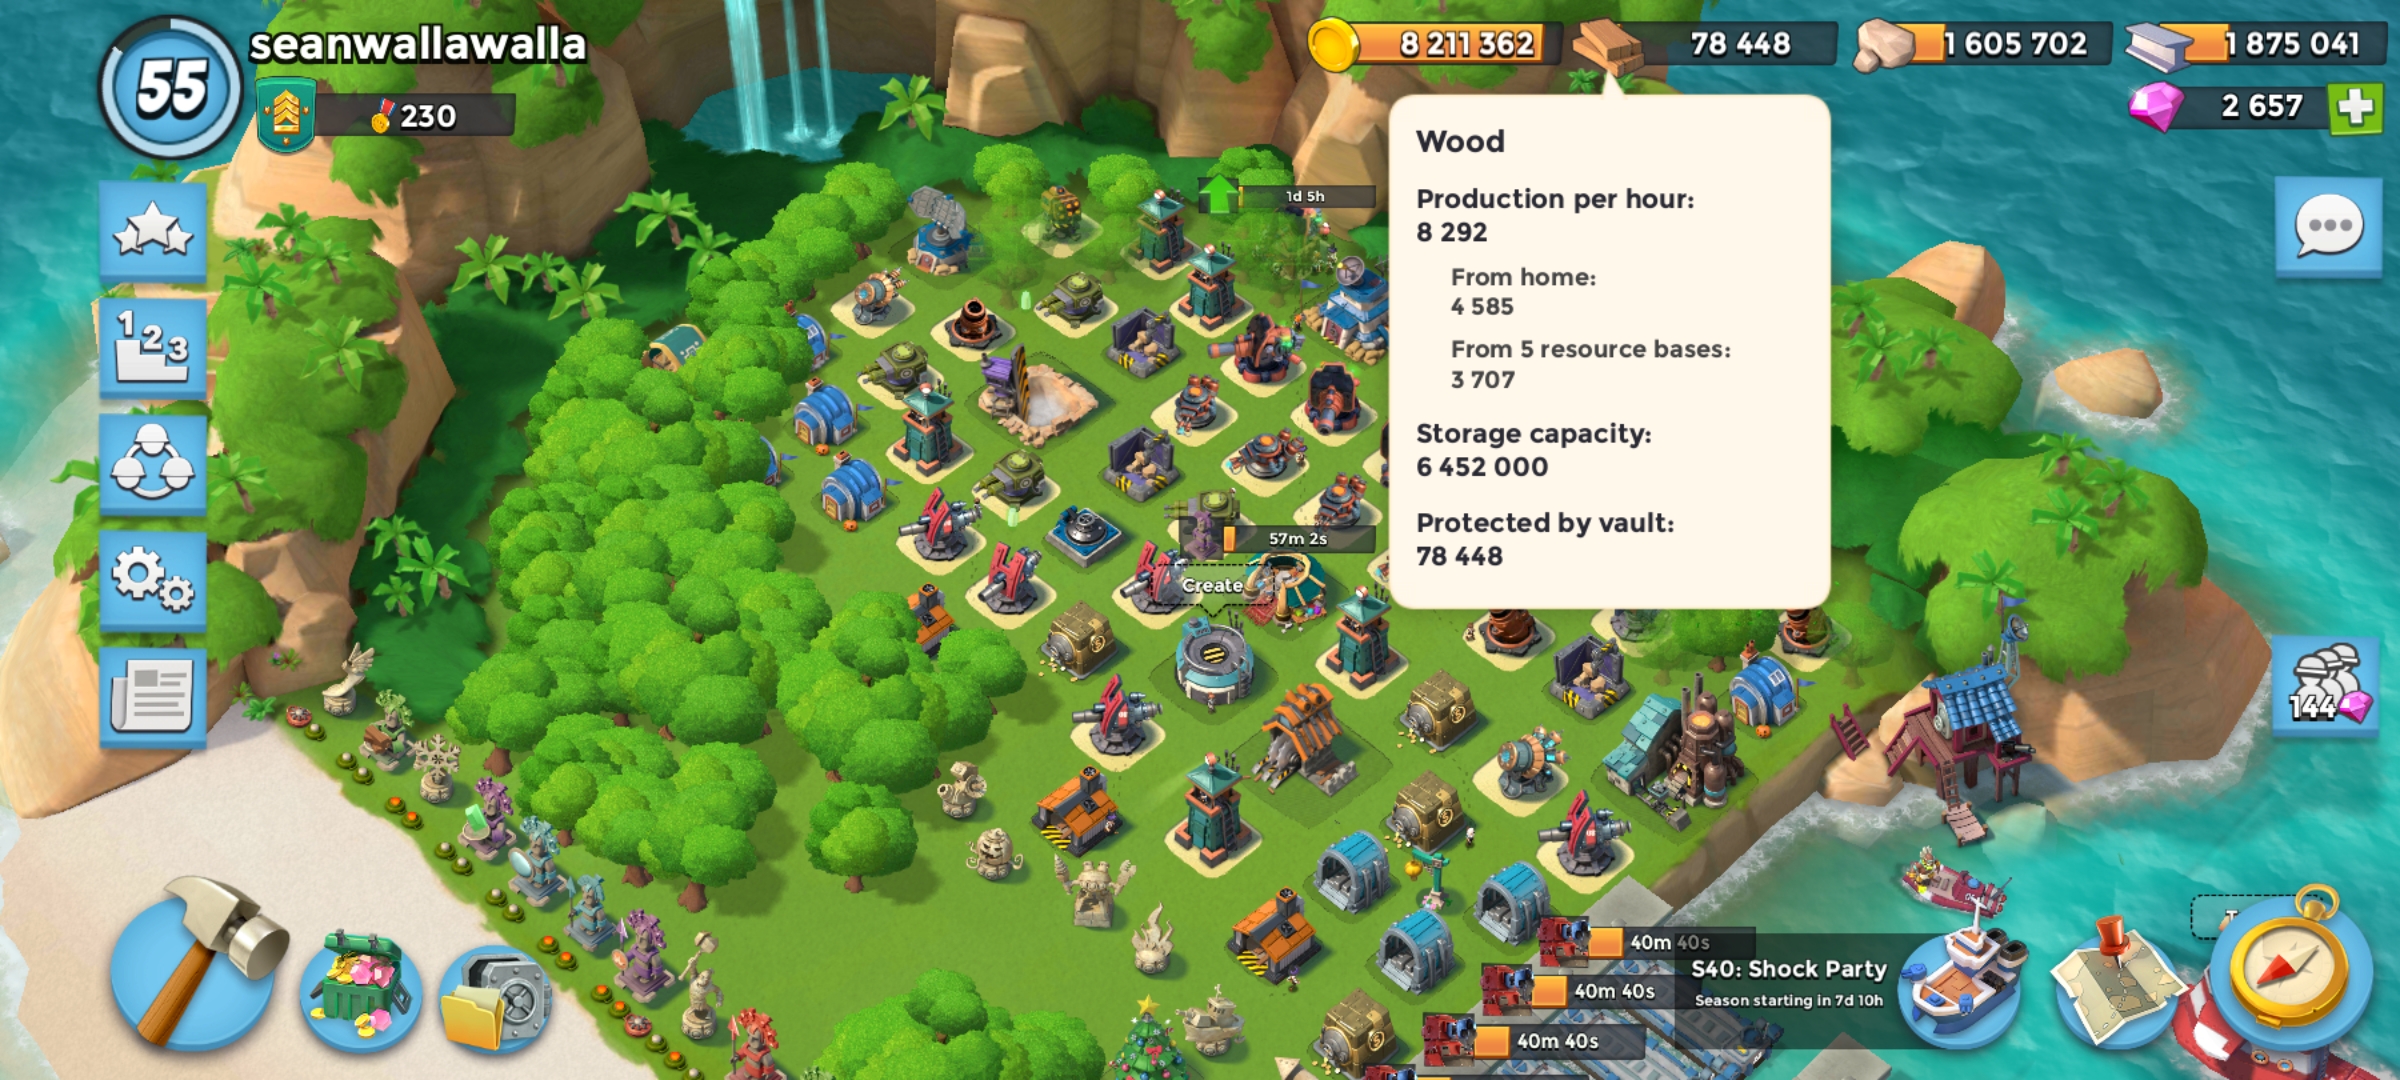 55
seanwallawalla
230
8 211 362
78 448
1 605 702
1 875 041
2 657
Wood
Production per hour:
8 292
From home:
4 585
From 5 resource bases:
3 707
Storage capacity:
6 452 000
Protected by vault:
78 448
1d 5h
1 2 3
57m 2s
Create
144
40m 40s
40m 40s
40m 40s
S40: Shock Party
Season starting in 7d 10h